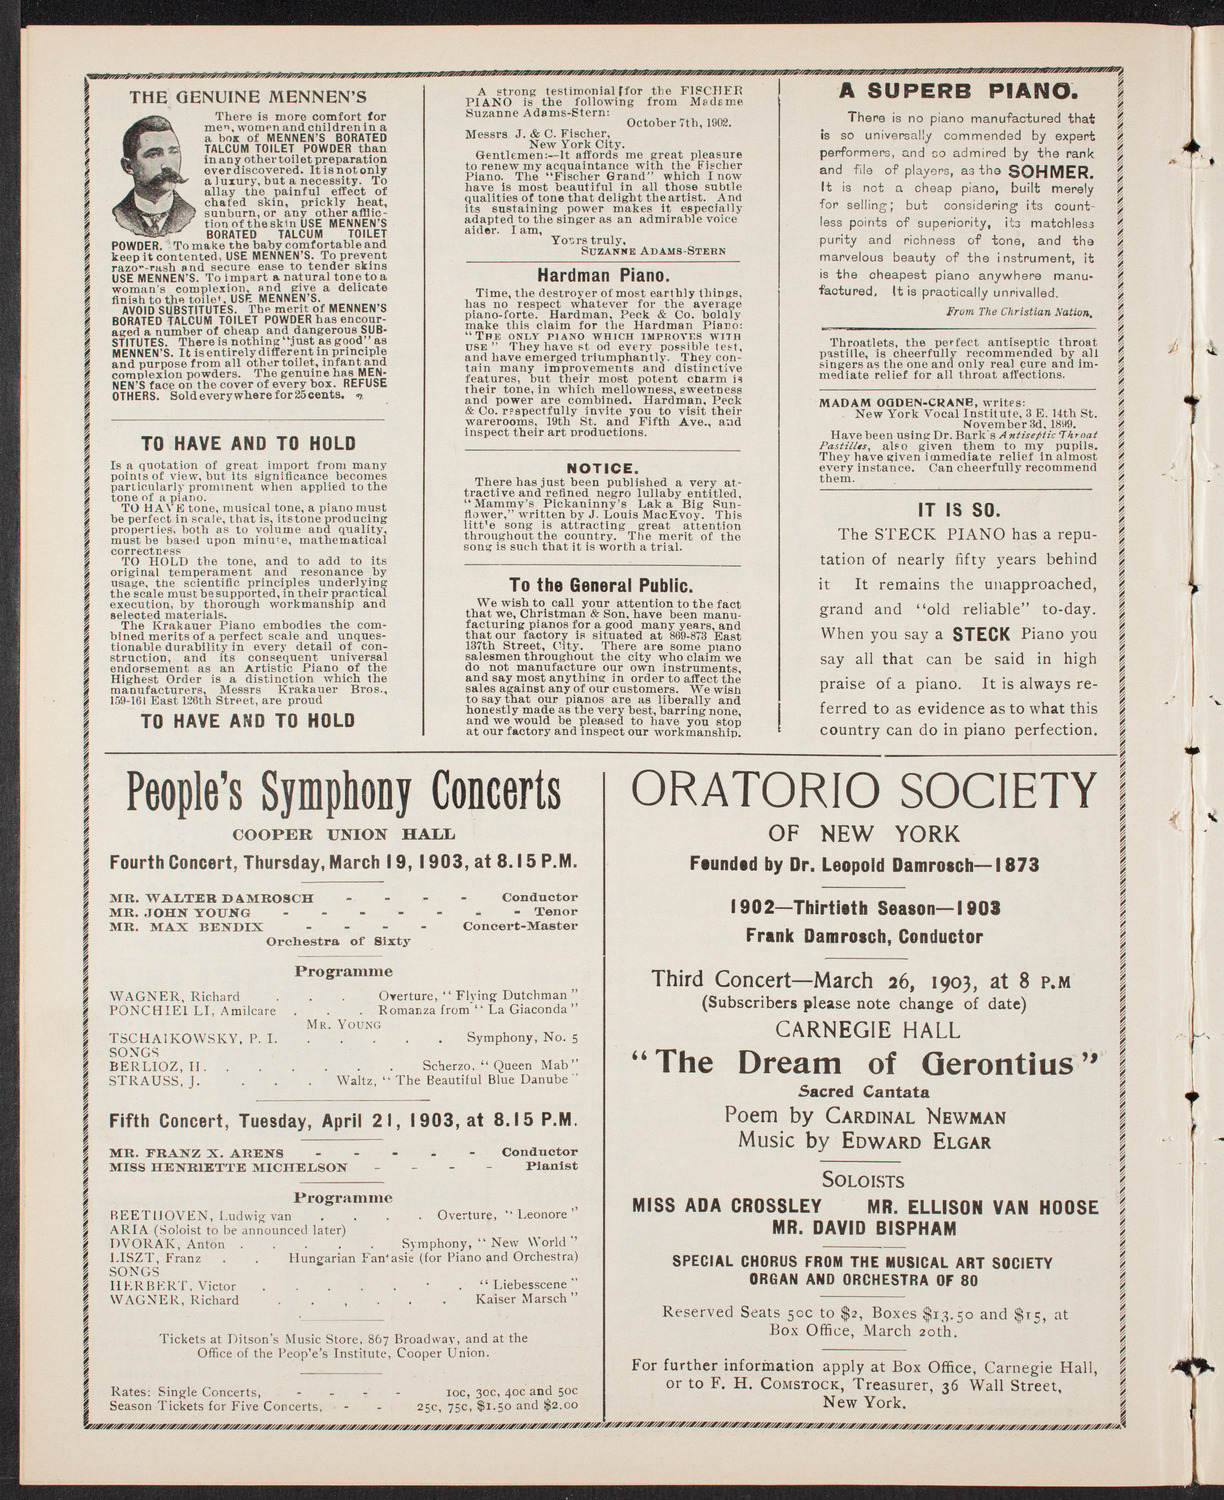 THE GENUINE MENNEN'S
There is more comfort for
men, women and children in a
a box of MENNEN'S BORATED
TALCUM TOILET POWDER than
in any other toilet preparation
ever discovered. It is not only
a luxury, but a necessity. To
allay the painful effect of
chafed skin, prickly heat,
sunburn, or any other afflic-
tion of the skin USE MENNEN'S
BORATED TALCUM TOILET
POWDER. To make the baby comfortable and
keep it contented, USE MENNEN'S. To prevent
razor-rash and secure ease to tender skins
USE MENNEN'S. To impart a natural tone to a
woman's complexion, and give a delicate
finish to the toilet, USE MENNEN'S.
AVOID SUBSTITUTES. The merit of MENNEN'S
BORATED TALCUM TOILET POWDER has encour-
aged a number of cheap and dangerous SUB-
STITUTES. There is nothing "just as good" as
MENNEN'S. It is entirely different in principle
and purpose from all other toilet, infant and
complexion powders. The genuine has MEN-
NEN'S face on the cover of every box. REFUSE
OTHERS. Sold everywhere for 25 cents.
TO HAVE AND TO HOLD
Is a quotation of great import from many
points of view, but its significance becomes
particularly prominent when applied to the
tone of a piano.
TO HAVE tone, musical tone, a piano must
be perfect in scale, that is, its tone producing
properties, both as to volume and quality,
must be based upon minute, mathematical
correctness
TO HOLD the tone, and to add to its
original temperament and resonance by
usage, the scientific principles underlying
the scale must be supported, in their practical
execution, by thorough workmanship and
selected materials.
The Krakauer Piano embodies the com-
bined merits of a perfect scale and unques-
tionable durability in every detail of con-
struction, and its consequent universal
endorsement as an Artistic Piano of the
Highest Order is a distinction which the
manufacturers, Messrs Krakauer Bros.,
159-161 East 126th Street, are proud
TO HAVE AND TO HOLD
A strong testimonial for the FISCHER
PIANO is the following from Madame
Suzanne Adams-Stern:
October 7th, 1902.
Messrs J. & C. Fischer,
New York City.
Gentlemen:--It affords me great pleasure
to renew my acquaintance with the Fischer
Piano. The "Fischer Grand" which I now
have is most beautiful in all those subtle
qualities of tone that delight the artist. And
its sustaining power makes it especially
adapted to the singer as an admirable voice
aider. I am,
Yours truly,
SUZANNE ADAMS-STERN
Hardman Piano.
Time, the destroyer of most earthly things,
has no respect whatever for the average
piano-forte. Hardman, Peck & Co. boldly
make this claim for the Hardman Piano:
"THE ONLY PIANO WHICH IMPROVES WITH
USE" They have st od every possible test,
and have emerged triumphantly. They con-
tain many improvements and distinctive
features, but their most potent charm is
their tone, in which mellowness, sweetness
and power are combined. Hardman, Peck
& Co. respectfully invite you to visit their
warerooms, 19th St. and Fifth Ave., and
inspect their art productions.
NOTICE.
There has just been published a very at-
tractive and refined negro lullaby entitled,
"Mammy's Pickaninny's Lak a Big Sun-
flower," written by J. Louis MacEvoy. This
little song is attracting great attention
throughout the country. The merit of the
song is such that it is worth a trial.
To the General Public.
We wish to call your attention to the fact
that we, Christman & Son, have been manu-
facturing pianos for a good many years, and
that our factory is situated at 869-873 East
137th Street, City. There are some piano
salesmen throughout the city who claim we
do not manufacture our own instruments,
and say most anything in order to affect the
sales against any of our customers. We wish
to say that our pianos are as liberally and
honestly made as the very best, barring none,
and we would be pleased to have you stop
at our factory and inspect our workmanship.
A SUPERB PIANO.
There is no piano manufactured that
is so universally commended by expert
performers, and so admired by the rank
and file of players, as the SOHMER.
It is not a cheap piano, built merely
for selling; but considering its count-
less points of superiority, its matchless
purity and richness of tone, and the
marvelous beauty of the instrument, it
is the cheapest piano anywhere manu-
factured, It is practically unrivalled.
From The Christian Nation.
Throatlets, the perfect antiseptic throat
pastille, is cheerfully recommended by all
singers as the one and only real cure and im-
mediate relief for all throat affections.
MADAM OGDEN-CRANE, writes:
New York Vocal Institute, 3 E. 14th St.
November 3d, 1899.
Have been using Dr. Bark's Antiseptic Throat
Pastilles, also given them to my pupils.
They have given immediate relief in almost
every instance. Can cheerfully recommend
them.
IT IS SO.
The STECK PIANO has a repu-
tation of nearly fifty years behind
it It remains the unapproached,
grand and "old reliable" to-day.
When you say a STECK Piano you
say all that can be said in high
praise of a piano. It is always re-
ferred to as evidence as to what this
country can do in piano perfection.
People's Symphony Concerts
COOPER UNION HALL
Fourth Concert, Thursday, March 19, 1903, at 8.15 P.M.
MR. WALTER DAMROSCH - - - - Conductor
MR. JOHN YOUNG - - - - - - - Tenor
MR. MAX BENDIX - - - - Concert-Master
Orchestra of Sixty
Programme
WAGNER, Richard . . . Overture, "Flying Dutchman"
PONCHIELLI, Amilcare . . . Romanza from "La Giaconda"
MR. YOUNG
TSCHAIKOWSKY, P. I. . . . . . Symphony, No. 5
SONGS
BERLIOZ, H. . . . . . . Scherzo, "Queen Mab"
STRAUSS, J. . . . Waltz, "The Beautiful Blue Danube"
Fifth Concert, Tuesday, April 21, 1903, at 8.15 P.M.
MR. FRANZ X. ARENS - - - - - Conductor
MISS HENRIETTE MICHELSON - - - - Pianist
Programme
BEETHOVEN, Ludwig van . . . . Overture, "Leonore"
ARIA (Soloist to be announced later)
DVORAK, Anton . . . . . Symphony, "New World"
LISZT, Franz . . Hungarian Fantasie (for Piano and Orchestra)
SONGS
HERBERT, Victor . . . . . . "Liebesscene"
WAGNER, Richard . . . . . . Kaiser Marsch"
Tickets at Ditson's Music Store, 867 Broadway, and at the
Office of the People's Institute, Cooper Union.
Rates: Single Concerts, - - - - 10c, 30c, 40c and 50c
Season Tickets for Five Concerts, - - 25c, 75c, $1.50 and $2.00
ORATORIO SOCIETY
OF NEW YORK
Founded by Dr. Leopold Damrosch—1873
1902—Thirtieth Season—1903
Frank Damrosch, Conductor
Third Concert—March 26, 1903, at 8 P.M
(Subscribers please note change of date)
CARNEGIE HALL
"The Dream of Gerontius"
Sacred Cantata
Poem by CARDINAL NEWMAN
Music by EDWARD ELGAR
SOLOISTS
MISS ADA CROSSLEY MR. ELLISON VAN HOOSE
MR. DAVID BISPHAM
SPECIAL CHORUS FROM THE MUSICAL ART SOCIETY
ORGAN AND ORCHESTRA OF 80
Reserved Seats 50c to $2, Boxes $13.50 and $15, at
Box Office, March 20th.
For further information apply at Box Office, Carnegie Hall,
or to F. H. COMSTOCK, Treasurer, 36 Wall Street,
New York.